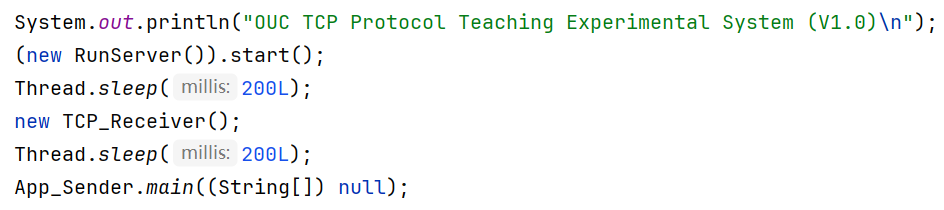 System.out.println("OUC TCP Protocol Teaching Experimental System (V1.0)\n");
(new RunServer()).start();
Thread.sleep( millis: 200L);
new TCP_Receiver();
Thread.sleep( millis: 200L);
App_Sender.main((String[]) null);